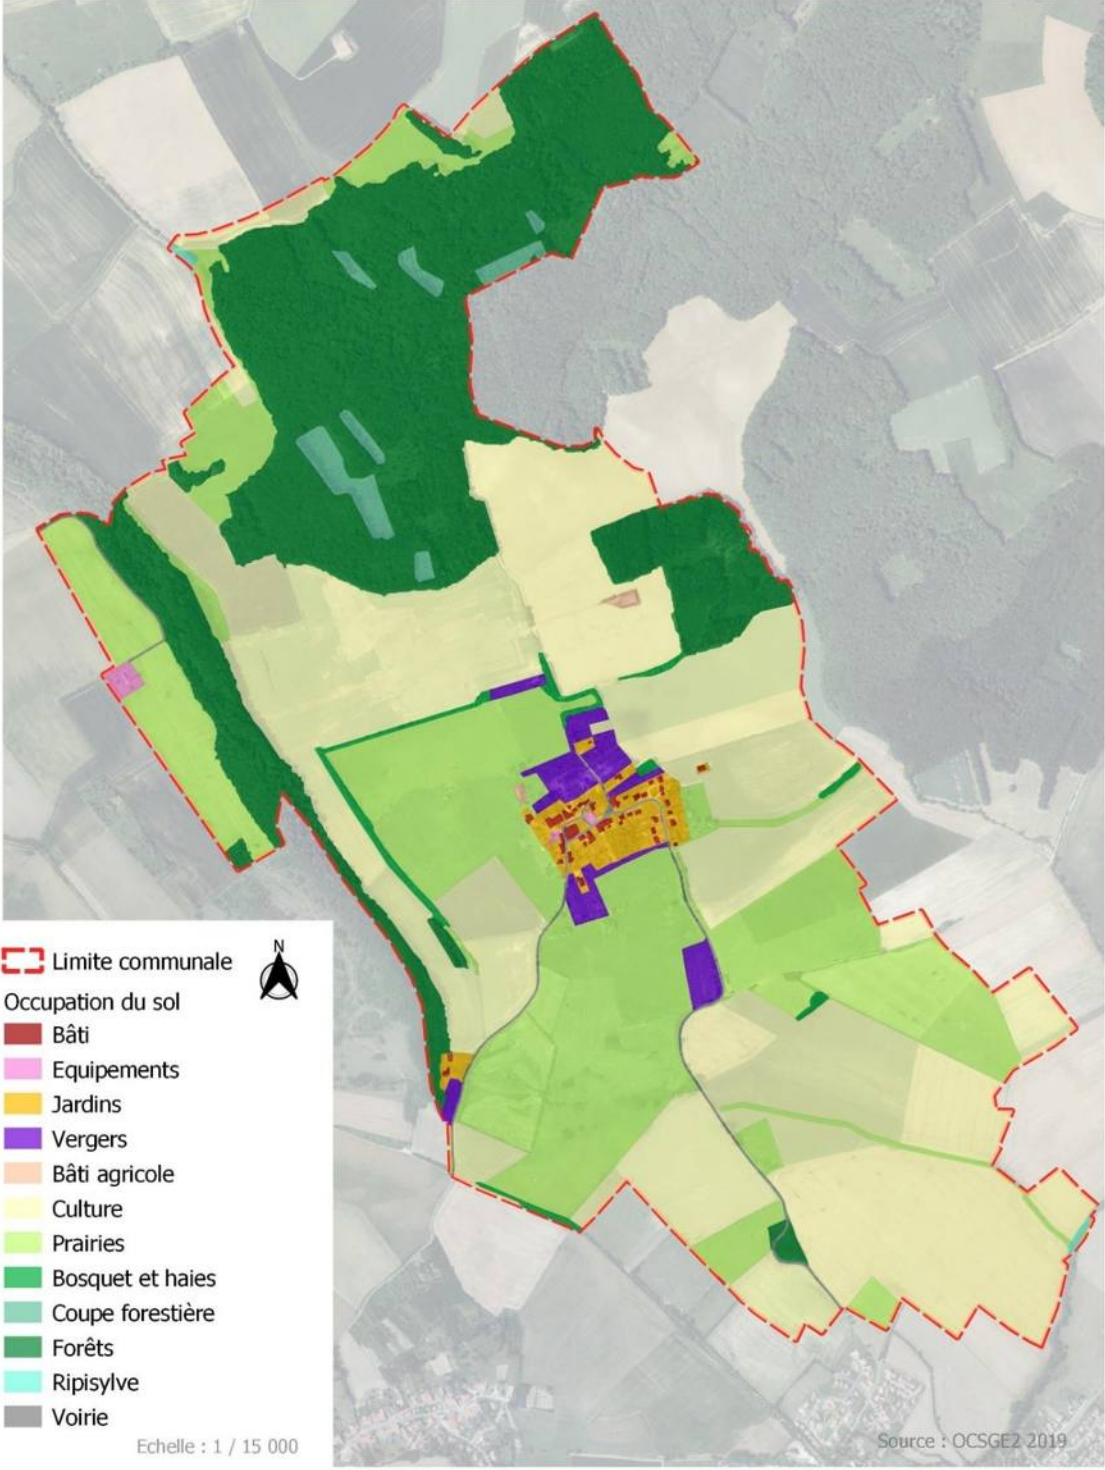 N
Limite communale
Occupation du sol
Bâti
Equipements
Jardins
Vergers
Bâti agricole
Culture
Prairies
Bosquet et haies
Coupe forestière
Forêts
Ripisylve
Voirie
Echelle : 1 / 15 000
Source : OCSGE2 2019